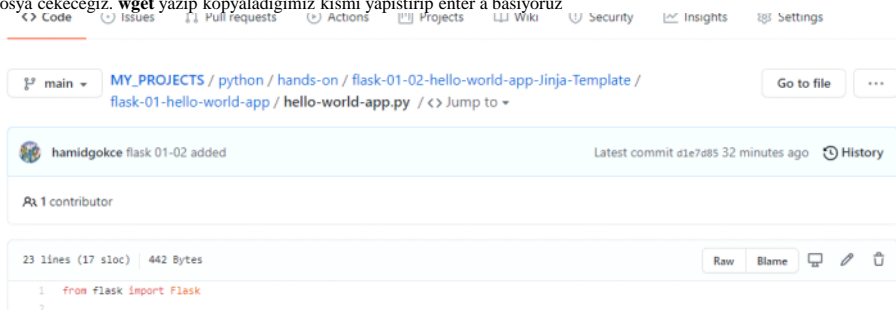 osya çekeceğiz. wget yazıp kopyaladığımız kısmı yapıştırıp enter a basıyoruz
<> Code Issues Pull requests Actions Projects Wiki Security Insights Settings
main MY_PROJECTS / python / hands-on / flask-01-02-hello-world-app-Jinja-Template / Go to file ...
flask-01-hello-world-app / hello-world-app.py / <> Jump to
hamidgokce flask 01-02 added Latest commit d1e7d85 32 minutes ago History
1 contributor
23 lines (17 sloc) 442 Bytes Raw Blame
1 from flask import Flask
2